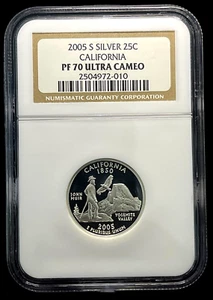 2005 S SILVER 25C
CALIFORNIA
PF 70 ULTRA CAMEO
2504972-010
NUMISMATIC GUARANTY CORPORATION
CALIFORNIA
1850
JOHN
MUIR
YOSEMITE
VALLEY
2005
E PLURIBUS UNUM